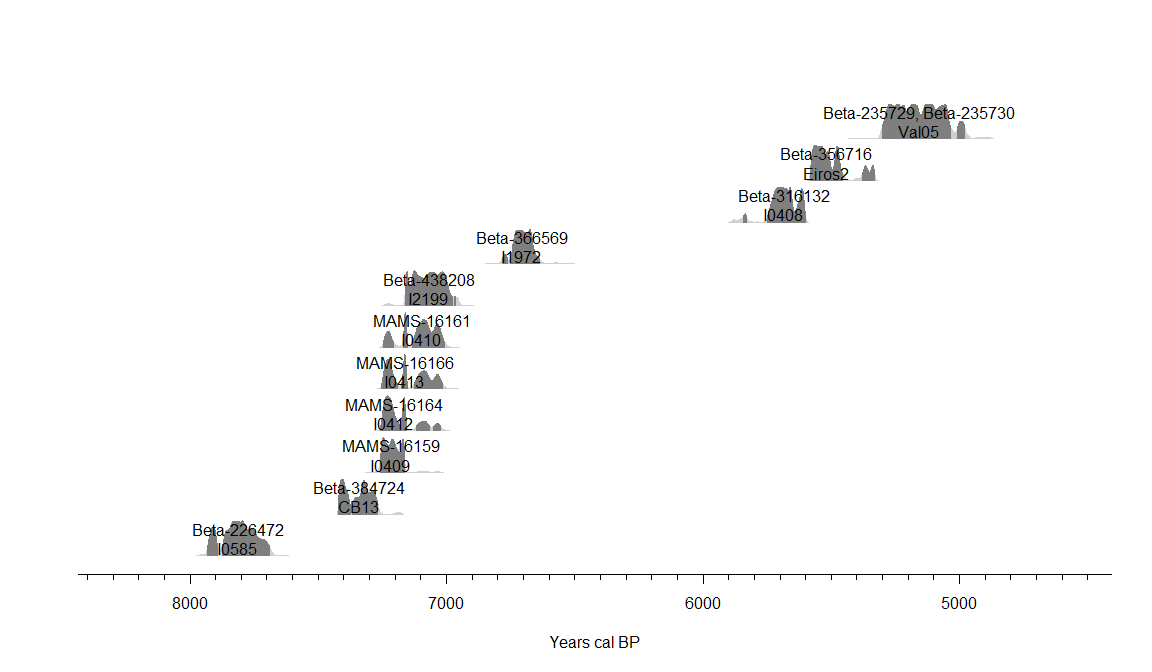 Beta-235729, Beta-235730
Val05
Beta-356716
Eiros2
Beta-316132
I0408
Beta-366569
I1972
Beta-438208
I2199
MAMS-16161
I0410
MAMS-16166
I0413
MAMS-16164
I0412
MAMS-16159
I0409
Beta-384724
CB13
Beta-226472
I0585
8000 7000 6000 5000
Years cal BP